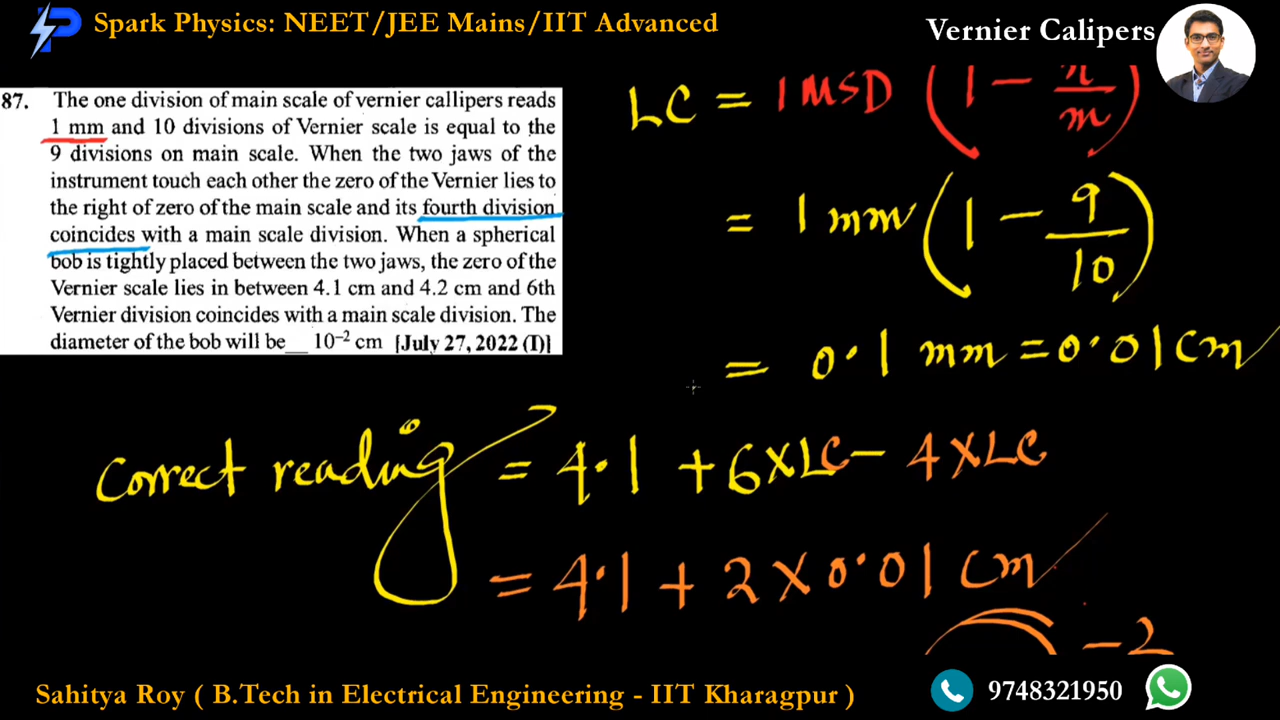 Spark Physics: NEET/JEE Mains/IIT Advanced
Vernier Calipers
87. The one division of main scale of vernier callipers reads
1 mm and 10 divisions of Vernier scale is equal to the
9 divisions on main scale. When the two jaws of the
instrument touch each other the zero of the Vernier lies to
the right of zero of the main scale and its fourth division
coincides with a main scale division. When a spherical
bob is tightly placed between the two jaws, the zero of the
Vernier scale lies in between 4.1 cm and 4.2 cm and 6th
Vernier division coincides with a main scale division. The
diameter of the bob will be __ 10⁻² cm [July 27, 2022 (I)]
LC = 1 MSD (1 - n/m)
= 1 mm (1 - 9/10)
= 0.1 mm = 0.01 cm
Correct reading = 4.1 + 6 × LC - 4 × LC
= 4.1 + 2 × 0.01 cm
-2
Sahitya Roy ( B.Tech in Electrical Engineering - IIT Kharagpur )
9748321950